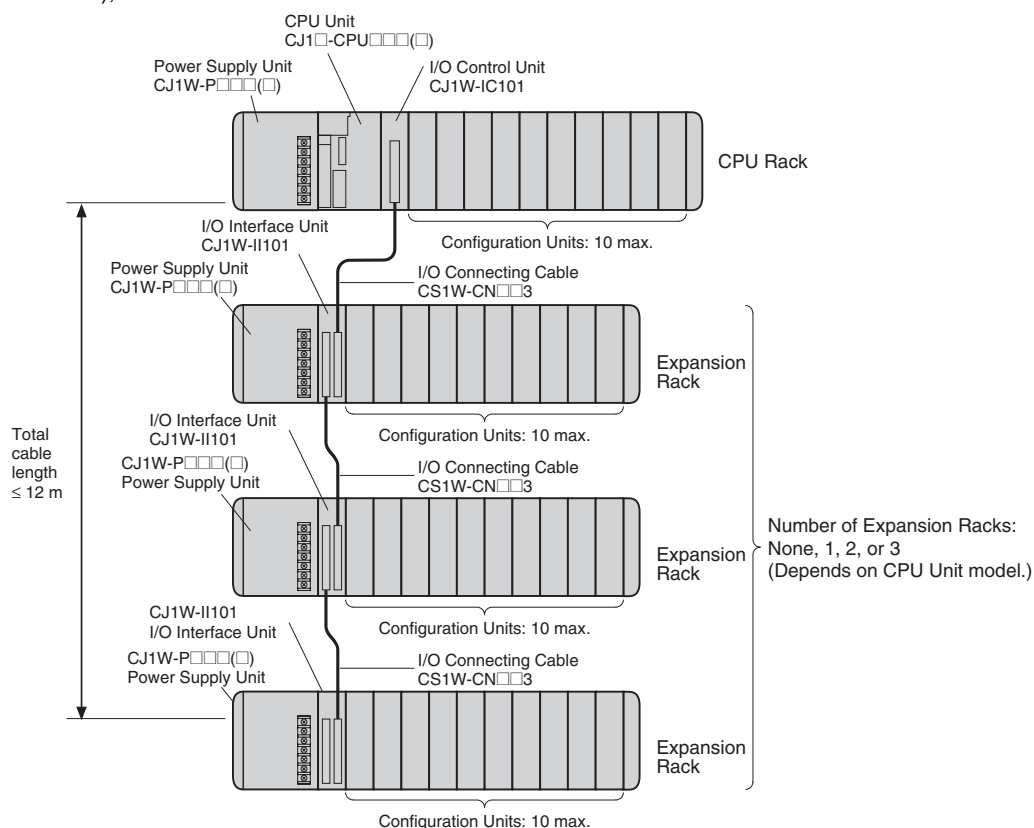 CPU Unit
CJ1□-CPU□□□(□)
Power Supply Unit
CJ1W-P□□□(□)
I/O Control Unit
CJ1W-IC101
CPU Rack
I/O Interface Unit
CJ1W-II101
Configuration Units: 10 max.
Power Supply Unit
CJ1W-P□□□(□)
I/O Connecting Cable
CS1W-CN□□3
Expansion
Rack
I/O Interface Unit
CJ1W-II101
Configuration Units: 10 max.
Total
cable
length
≤ 12 m
CJ1W-P□□□(□)
Power Supply Unit
I/O Connecting Cable
CS1W-CN□□3
Expansion
Rack
Number of Expansion Racks:
None, 1, 2, or 3
(Depends on CPU Unit model.)
CJ1W-II101
I/O Interface Unit
Configuration Units: 10 max.
CJ1W-P□□□(□)
Power Supply Unit
I/O Connecting Cable
CS1W-CN□□3
Expansion
Rack
Configuration Units: 10 max.